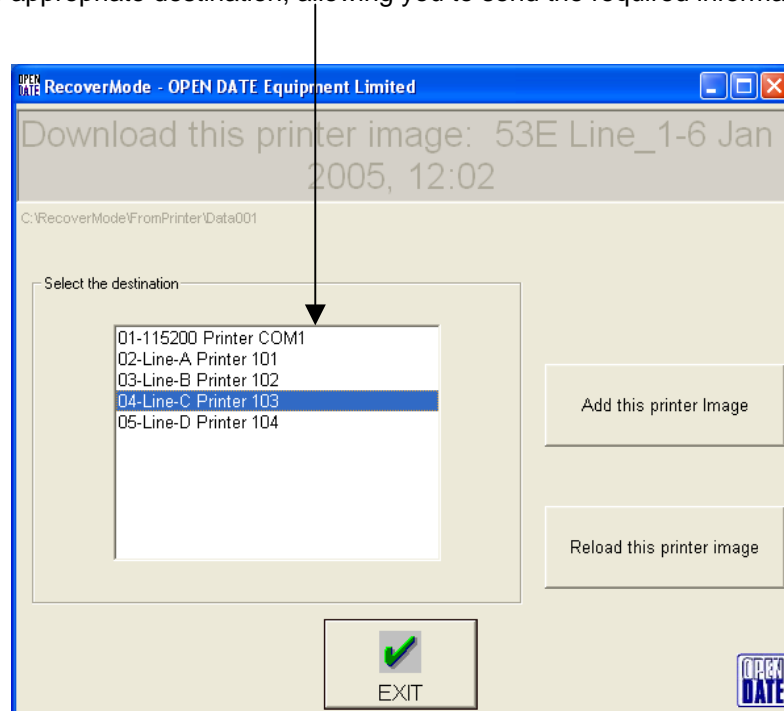 appropriate destination, allowing you to send the required informa
OPEN
DATE RecoverMode - OPEN DATE Equipment Limited
Download this printer image: 53E Line_1-6 Jan
2005, 12:02
C:\RecoverMode\FromPrinter\Data001
Select the destination
01-115200 Printer COM1
02-Line-A Printer 101
03-Line-B Printer 102
04-Line-C Printer 103
05-Line-D Printer 104
Add this printer Image
Reload this printer image
EXIT
OPEN
DATE